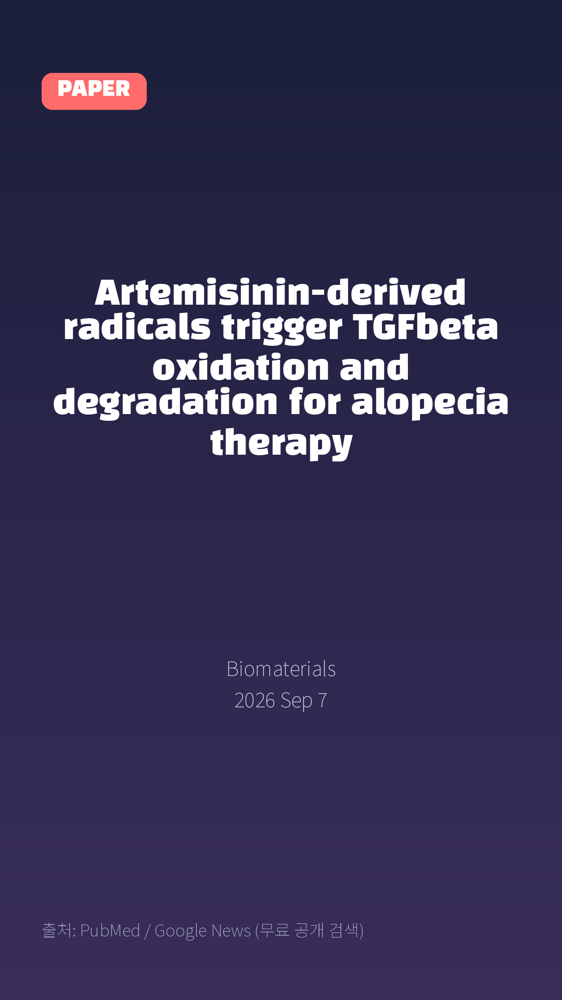 PAPER
Artemisinin-derived
radicals trigger TGFbeta
oxidation and
degradation for alopecia
therapy
Biomaterials
2026 Sep 7
출처: PubMed / Google News (무료 공개 검색)